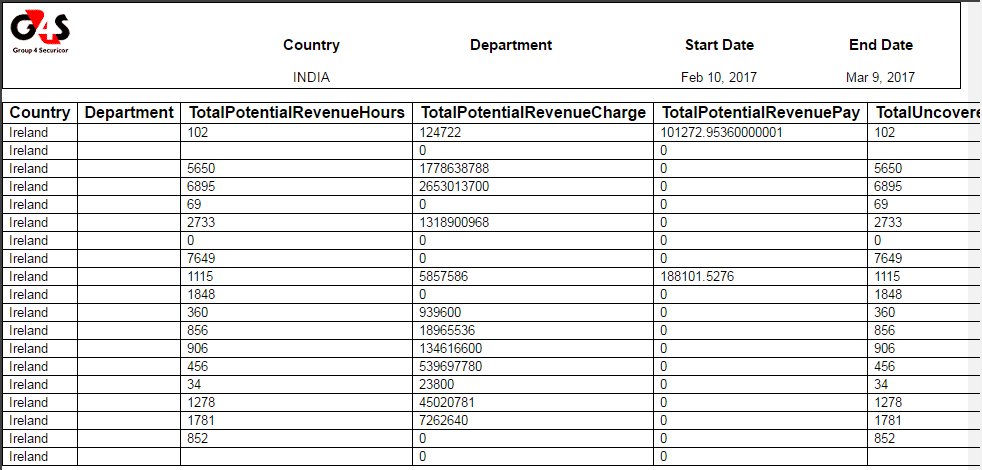 G4S
Group 4 Securicor
Country Department Start Date End Date
INDIA Feb 10, 2017 Mar 9, 2017
Country Department TotalPotentialRevenueHours TotalPotentialRevenueCharge TotalPotentialRevenuePay TotalUncovere
Ireland 102 124722 101272.95360000001 102
Ireland 0 0
Ireland 5650 1778638788 0 5650
Ireland 6895 2653013700 0 6895
Ireland 69 0 0 69
Ireland 2733 1318900968 0 2733
Ireland 0 0 0 0
Ireland 7649 0 0 7649
Ireland 1115 5857586 188101.5276 1115
Ireland 1848 0 0 1848
Ireland 360 939600 0 360
Ireland 856 18965536 0 856
Ireland 906 134616600 0 906
Ireland 456 539697780 0 456
Ireland 34 23800 0 34
Ireland 1278 45020781 0 1278
Ireland 1781 7262640 0 1781
Ireland 852 0 0 852
Ireland 0 0